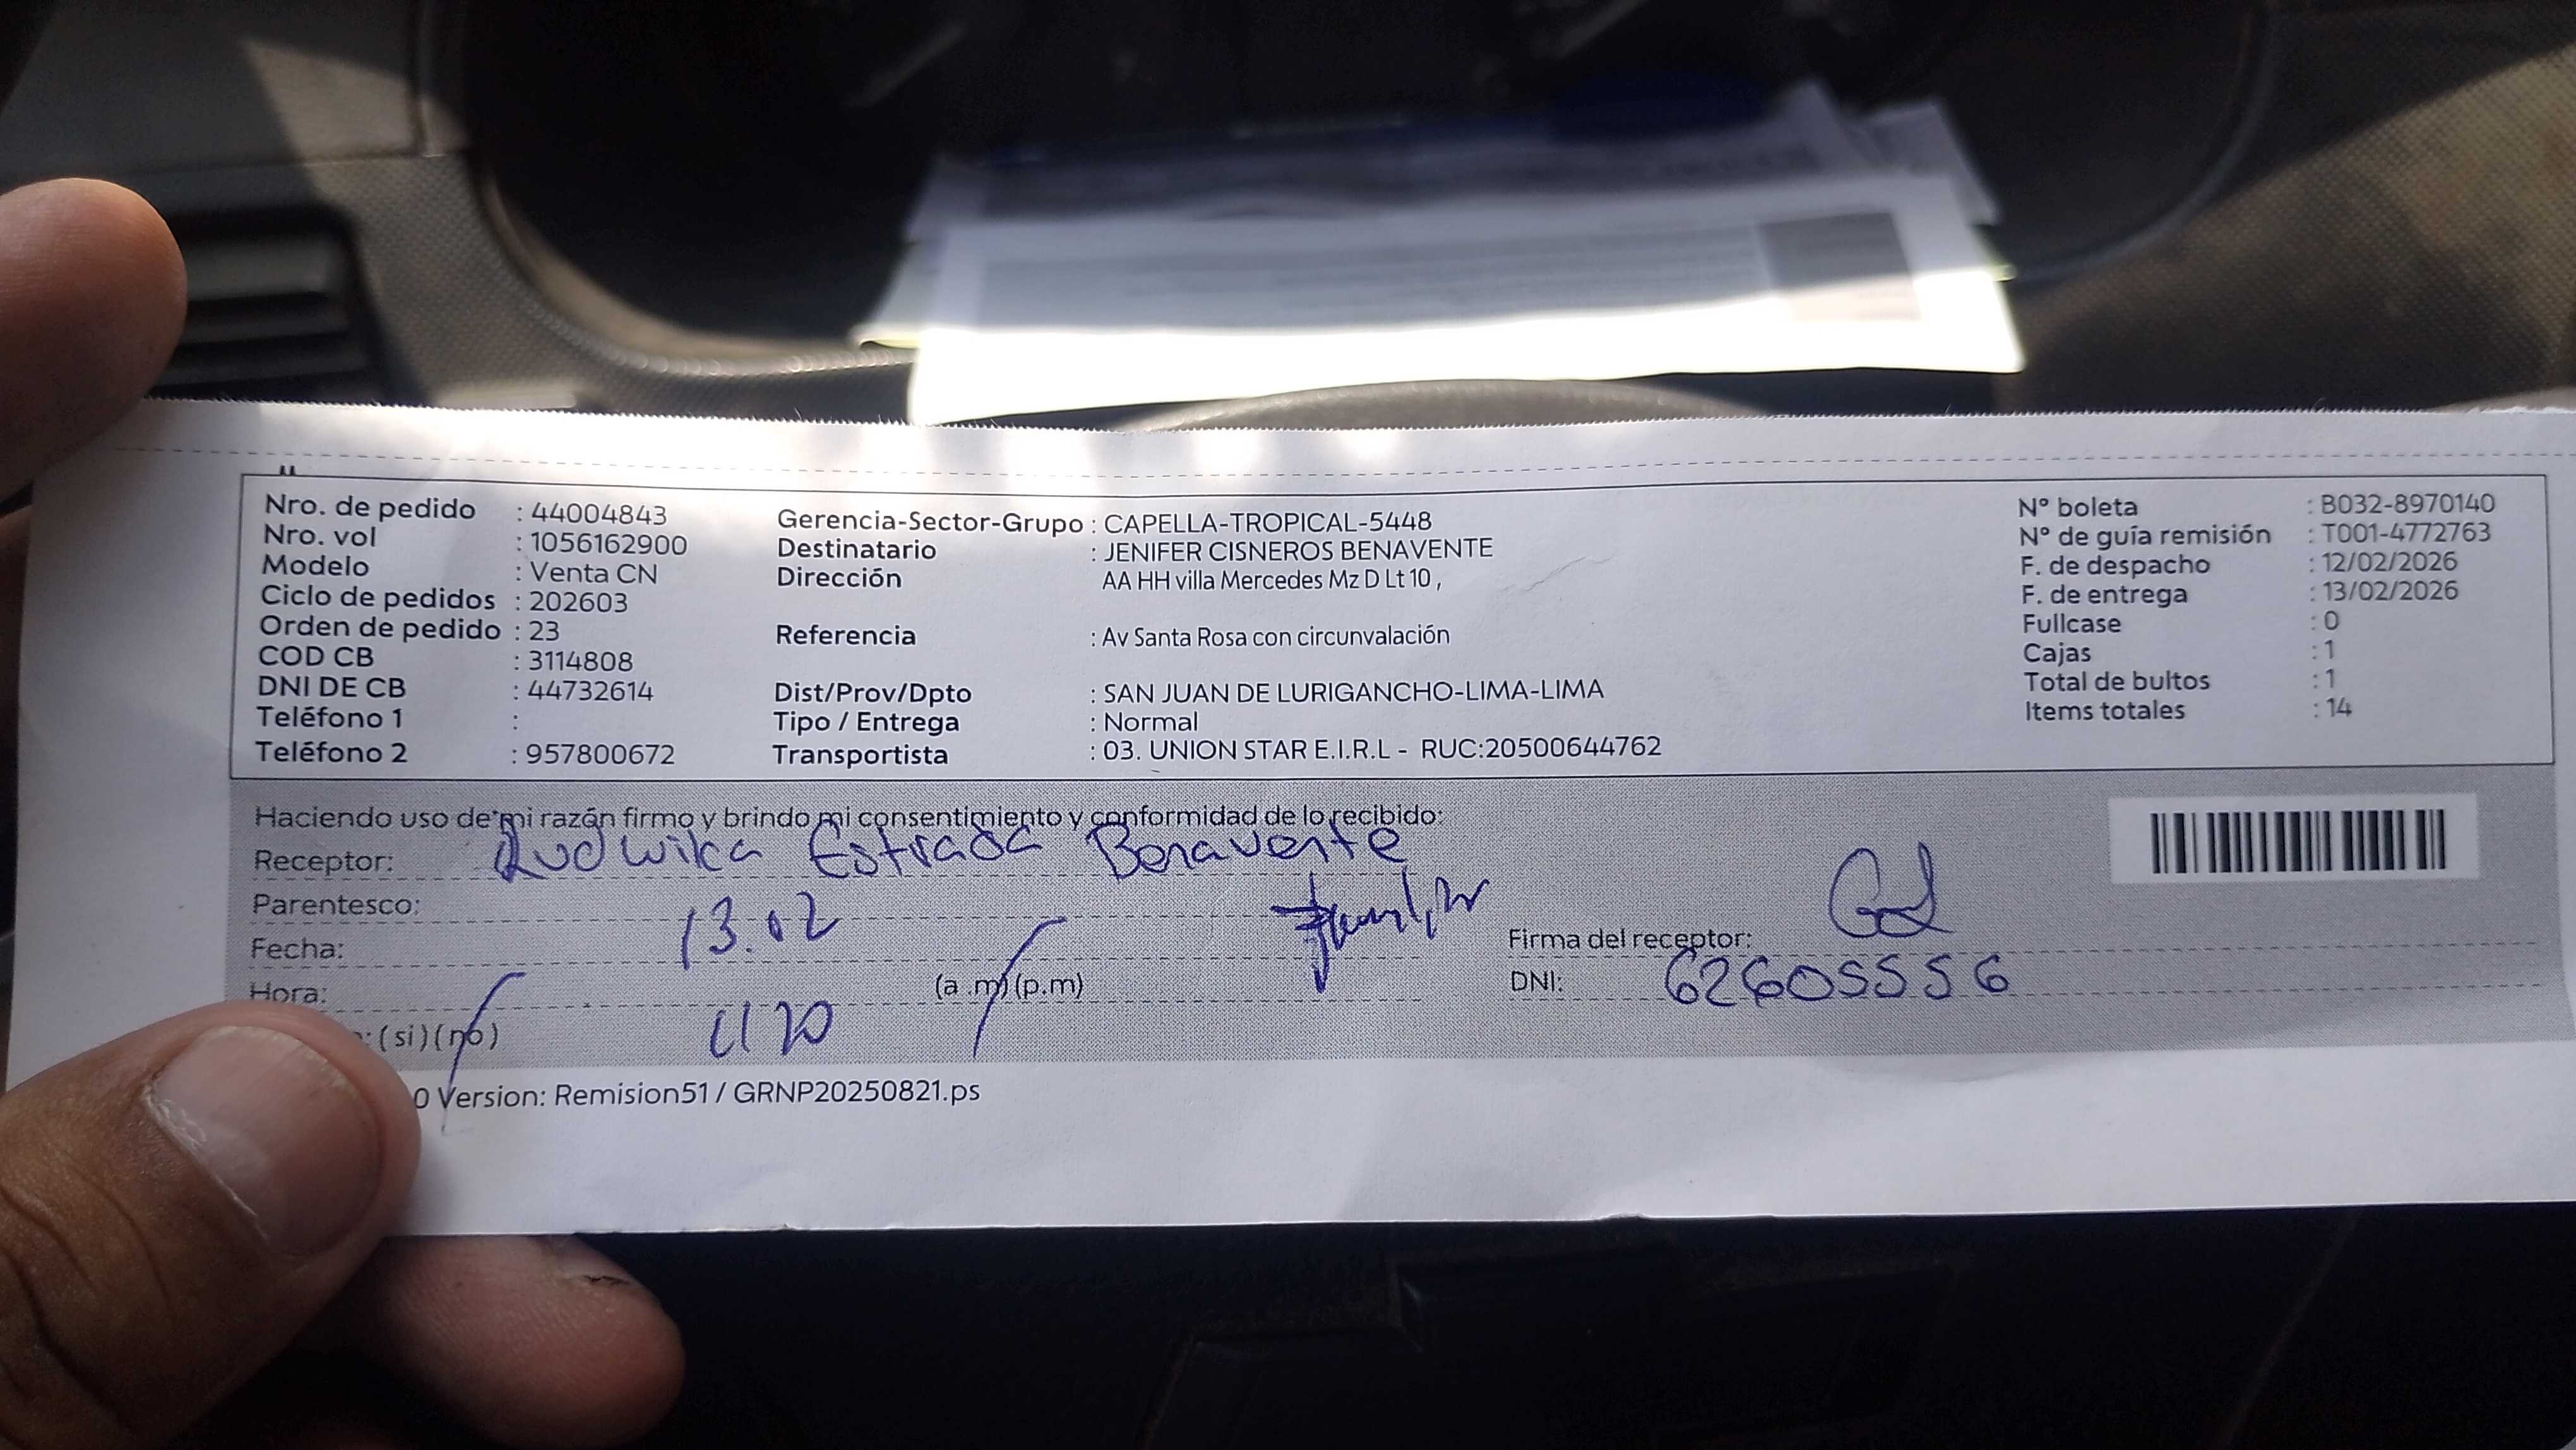 Nro. de pedido : 44004843
Nro. vol : 1056162900
Modelo : Venta CN
Ciclo de pedidos : 202603
Orden de pedido : 23
COD CB : 3114808
DNI DE CB : 44732614
Teléfono 1 :
Teléfono 2 : 957800672
Gerencia-Sector-Grupo : CAPELLA-TROPICAL-5448
Destinatario : JENIFER CISNEROS BENAVENTE
Dirección AA HH villa Mercedes Mz D Lt 10 ,
Referencia : Av Santa Rosa con circunvalación
Dist/Prov/Dpto : SAN JUAN DE LURIGANCHO-LIMA-LIMA
Tipo / Entrega : Normal
Transportista : 03. UNION STAR E.I.R.L - RUC:20500644762
N° boleta : B032-8970140
N° de guía remisión : T001-4772763
F. de despacho : 12/02/2026
F. de entrega : 13/02/2026
Fullcase : 0
Cajas : 1
Total de bultos : 1
Items totales : 14
Haciendo uso de mi razón firmo y brindo mi consentimiento y conformidad de lo recibido:
Receptor: Ludwika Estrada Benavente
Parentesco:
Fecha: 13.02
Hora: (a .m) (p.m)
: ( si ) ( no ) 1120
Firma del receptor:
DNI: 62605556
0 Version: Remision51 / GRNP20250821.ps